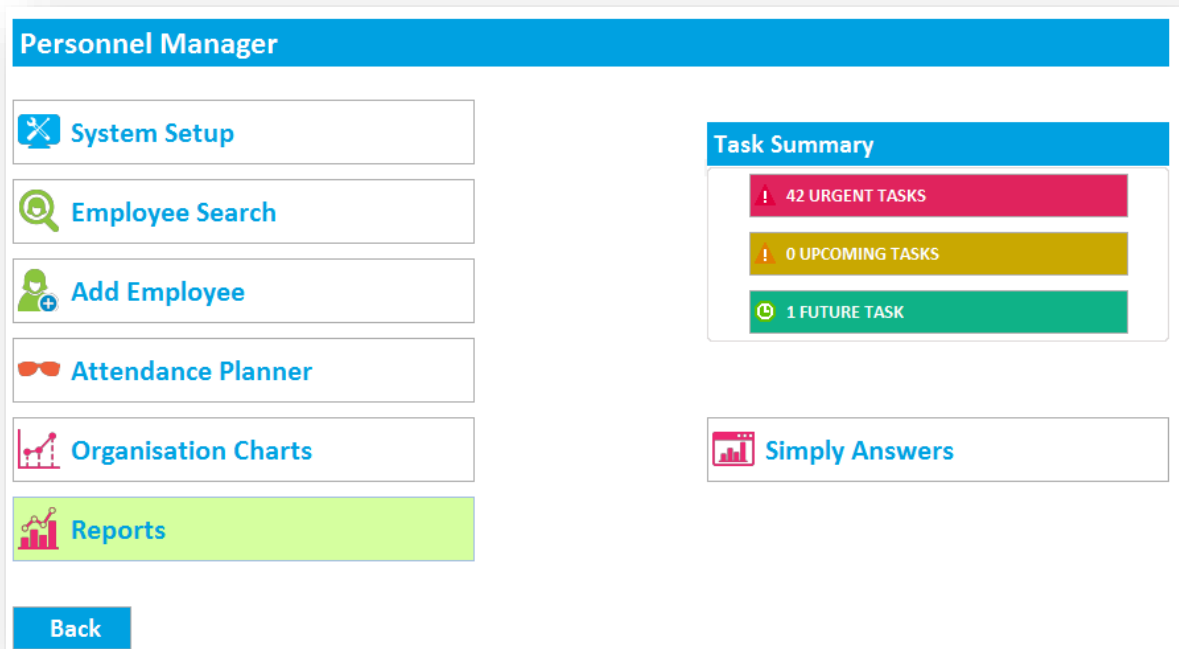 Personnel Manager
System Setup
Employee Search
Add Employee
Attendance Planner
Organisation Charts
Reports
Back
Task Summary
42 URGENT TASKS
0 UPCOMING TASKS
1 FUTURE TASK
Simply Answers